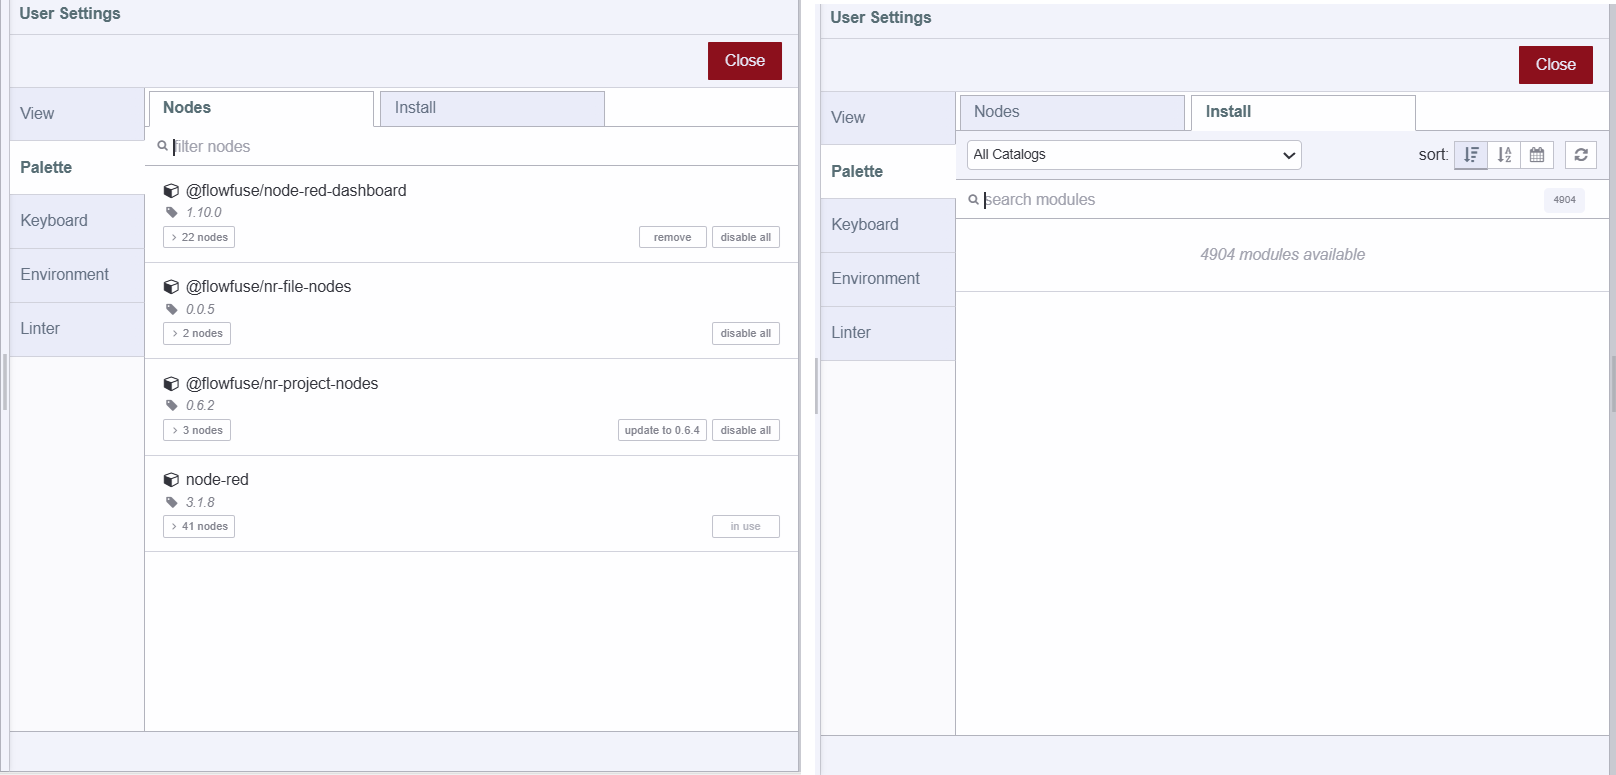 User Settings
Close
View
Palette
Keyboard
Environment
Linter
Nodes
Install
filter nodes
@flowfuse/node-red-dashboard
1.10.0
22 nodes
remove
disable all
@flowfuse/nr-file-nodes
0.0.5
2 nodes
disable all
@flowfuse/nr-project-nodes
0.6.2
3 nodes
update to 0.6.4
disable all
node-red
3.1.8
41 nodes
in use
User Settings
Close
View
Palette
Keyboard
Environment
Linter
Nodes
Install
All Catalogs
sort:
search modules
4904
4904 modules available